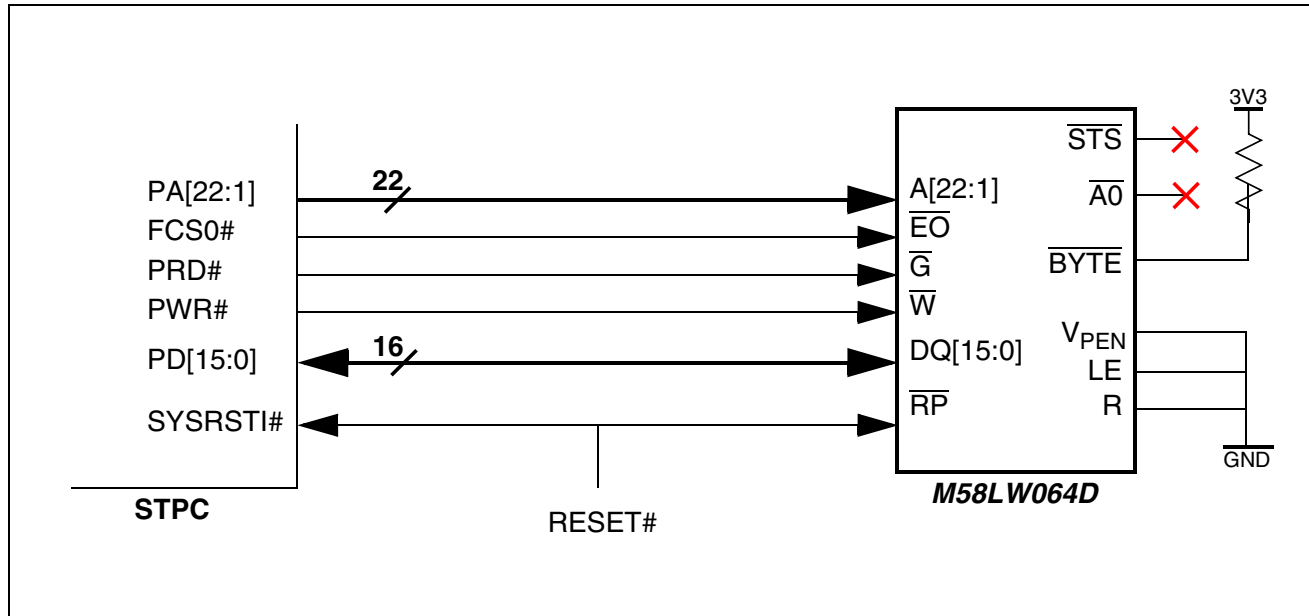 3V3
STS
PA[22:1]
22
A[22:1]
A0
FCS0#
EO
PRD#
G
BYTE
PWR#
W
PD[15:0]
16
DQ[15:0]
VPEN
LE
SYSRSTI#
RP
R
GND
STPC
RESET#
M58LW064D